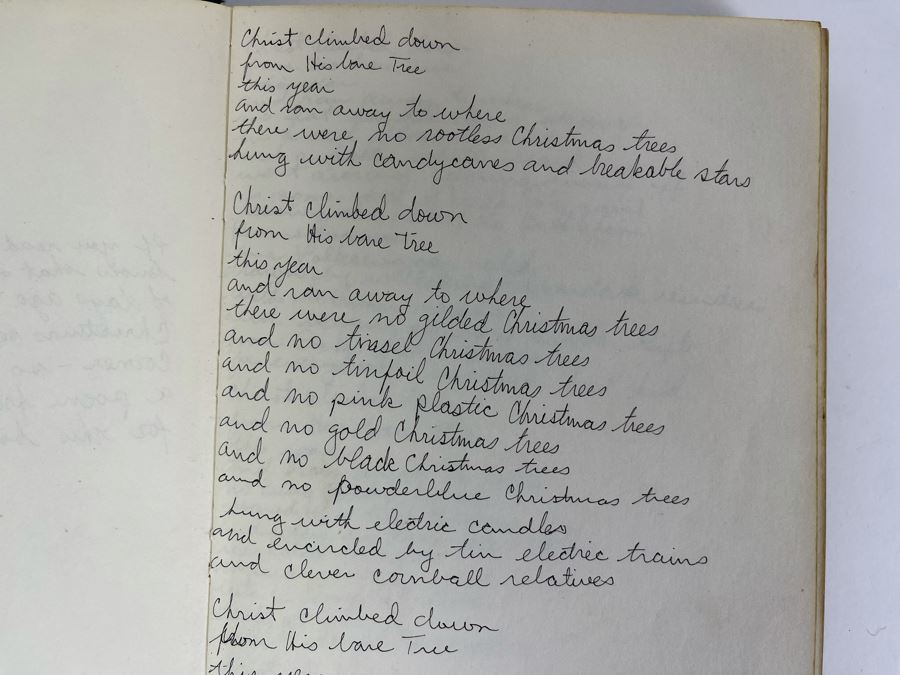 Christ climbed down
from His bare Tree
this year
and ran away to where
there were no rootless Christmas trees
hung with candycanes and breakable stars
Christ climbed down
from His bare Tree
this year
and ran away to where
there were no gilded Christmas trees
and no tinsel Christmas trees
and no tinfoil Christmas trees
and no pink plastic Christmas trees
and no gold Christmas trees
and no black Christmas trees
and no powderblue Christmas trees
hung with electric candles
and encircled by tin electric trains
and clever cornball relatives
Christ climbed down
from His bare Tree
this year